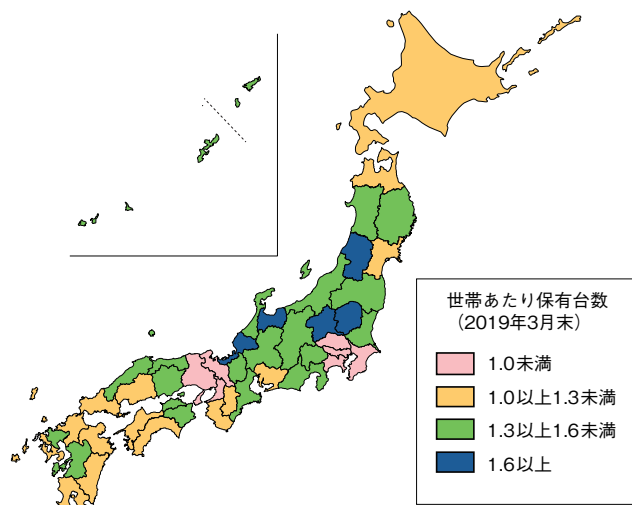 世帯あたり保有台数
（2019年3月末）
1.0未満
1.0以上1.3未満
1.3以上1.6未満
1.6以上